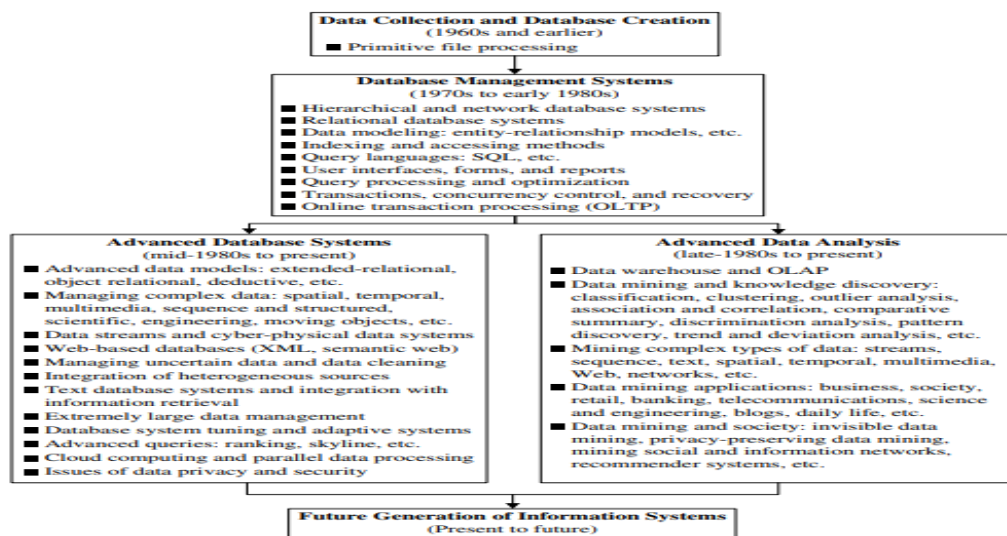 Data Collection and Database Creation
(1960s and earlier)
■ Primitive file processing
Database Management Systems
(1970s to early 1980s)
■ Hierarchical and network database systems
■ Relational database systems
■ Data modeling: entity-relationship models, etc.
■ Indexing and accessing methods
■ Query languages: SQL, etc.
■ User interfaces, forms, and reports
■ Query processing and optimization
■ Transactions, concurrency control, and recovery
■ Online transaction processing (OLTP)
Advanced Database Systems
(mid-1980s to present)
■ Advanced data models: extended-relational,
object relational, deductive, etc.
■ Managing complex data: spatial, temporal,
multimedia, sequence and structured,
scientific, engineering, moving objects, etc.
■ Data streams and cyber-physical data systems
■ Web-based databases (XML, semantic web)
■ Managing uncertain data and data cleaning
■ Integration of heterogeneous sources
■ Text database systems and integration with
information retrieval
■ Extremely large data management
■ Database system tuning and adaptive systems
■ Advanced queries: ranking, skyline, etc.
■ Cloud computing and parallel data processing
■ Issues of data privacy and security
Advanced Data Analysis
(late-1980s to present)
■ Data warehouse and OLAP
■ Data mining and knowledge discovery:
classification, clustering, outlier analysis,
association and correlation, comparative
summary, discrimination analysis, pattern
discovery, trend and deviation analysis, etc.
■ Mining complex types of data: streams,
sequence, text, spatial, temporal, multimedia,
Web, networks, etc.
■ Data mining applications: business, society,
retail, banking, telecommunications, science
and engineering, blogs, daily life, etc.
■ Data mining and society: invisible data
mining, privacy-preserving data mining,
mining social and information networks,
recommender systems, etc.
Future Generation of Information Systems
(Present to future)